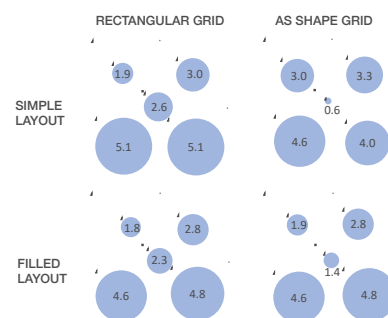 RECTANGULAR GRID AS SHAPE GRID
1.9 3.0 3.0 3.3
SIMPLE
LAYOUT
2.6 0.6
5.1 5.1 4.6 4.0
1.8 2.8 1.9 2.8
FILLED
LAYOUT
2.3 1.4
4.6 4.8 4.6 4.8